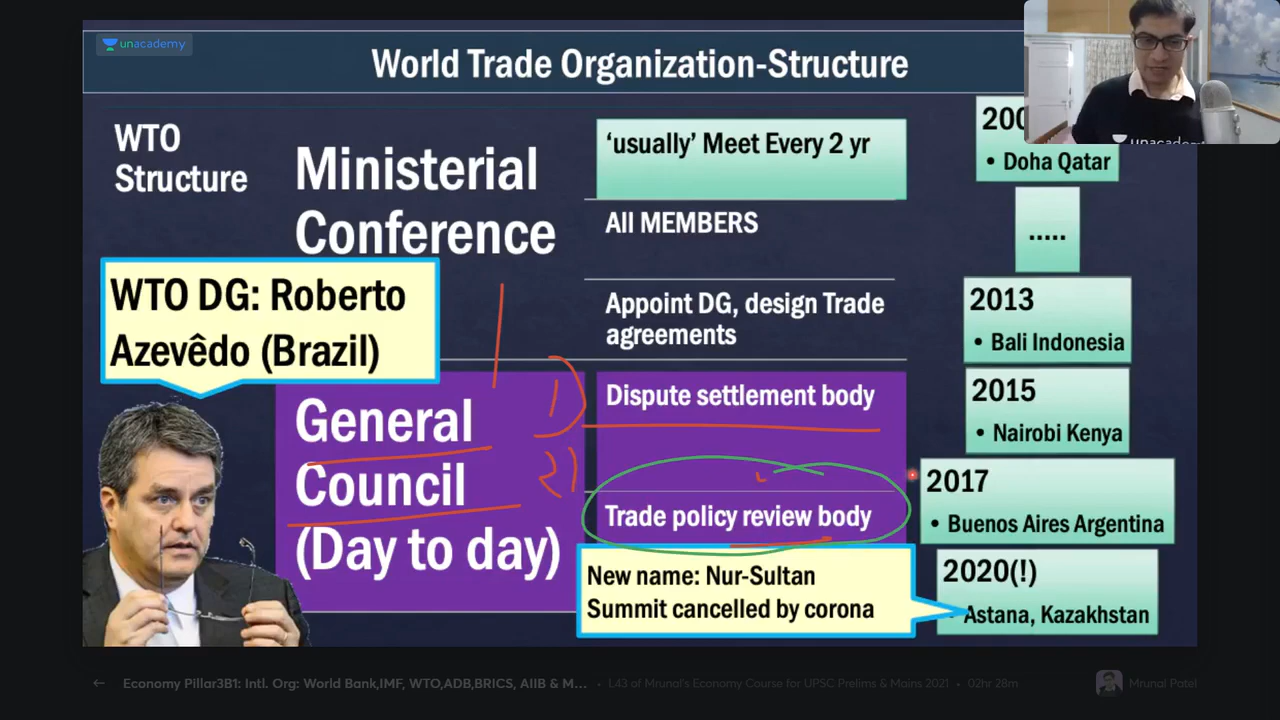 unacademy
World Trade Organization-Structure
WTO
Structure
Ministerial
Conference
‘usually’ Meet Every 2 yr
All MEMBERS
Appoint DG, design Trade
agreements
WTO DG: Roberto
Azevêdo (Brazil)
General
Council
(Day to day)
Dispute settlement body
Trade policy review body
New name: Nur-Sultan
Summit cancelled by corona
• Doha Qatar
.....
2013
• Bali Indonesia
2015
• Nairobi Kenya
2017
• Buenos Aires Argentina
2020(!)
Astana, Kazakhstan
unacademy
1)
2)
Economy Pillar3B1: Intl. Org: World Bank,IMF, WTO,ADB,BRICS, AIIB & M... • L43 of Mrunal's Economy Course for UPSC Prelims & Mains 2021 • 02hr 28m
Mrunal Patel